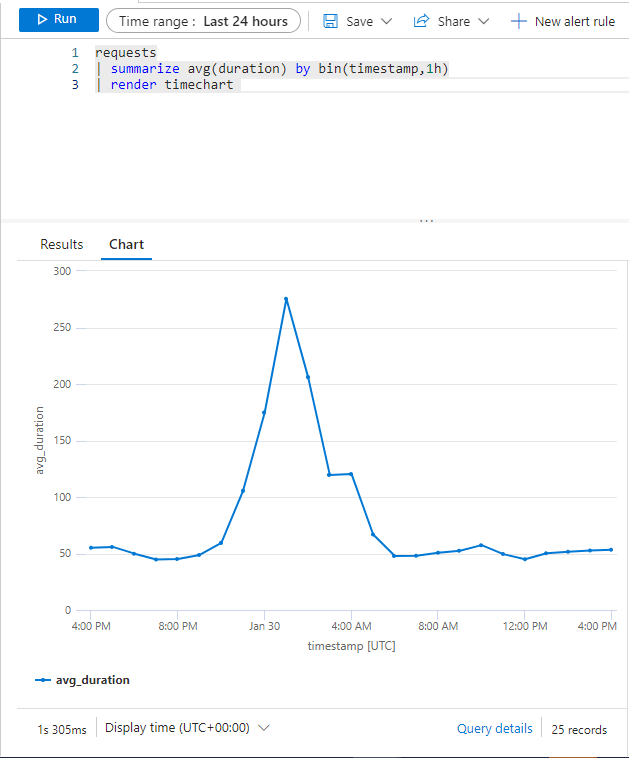 Run
Time range : Last 24 hours
Save
Share
New alert rule
1 requests
2 | summarize avg(duration) by bin(timestamp,1h)
3 | render timechart
...
Results
Chart
300
250
200
150
100
50
0
avg_duration
4:00 PM
8:00 PM
Jan 30
4:00 AM
8:00 AM
12:00 PM
4:00 PM
timestamp [UTC]
avg_duration
1s 305ms
Display time (UTC+00:00)
Query details
25 records